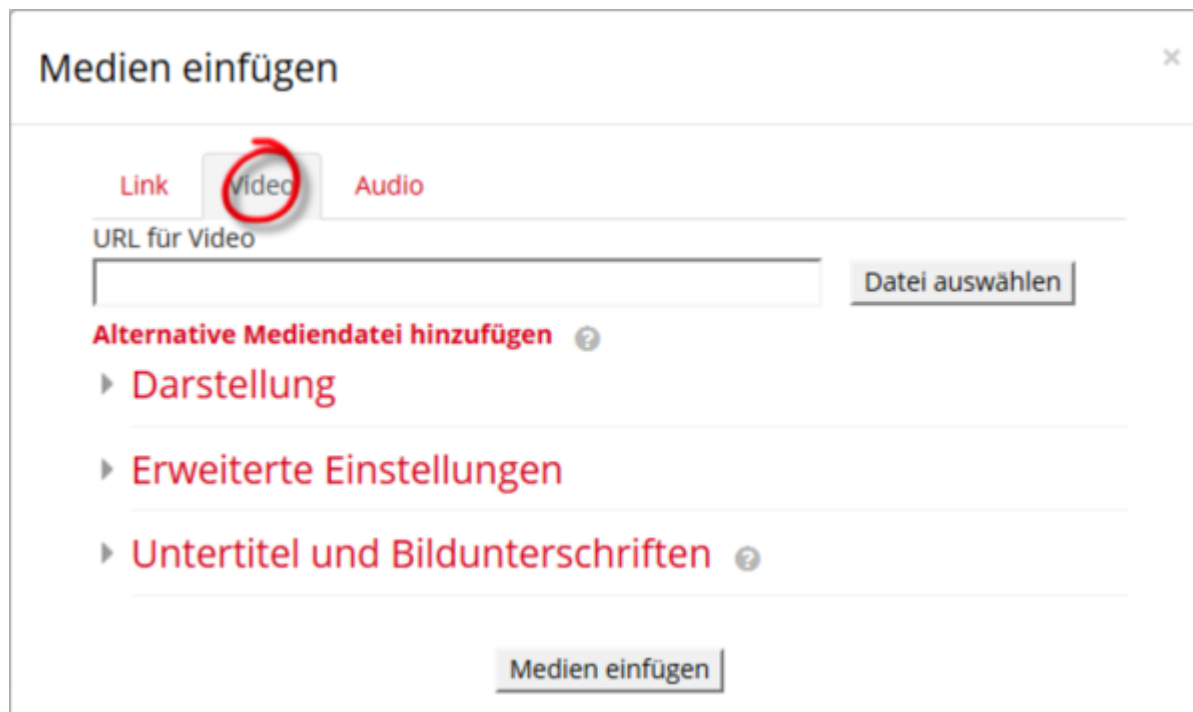 Medien einfügen ×
Link Video Audio
URL für Video
Datei auswählen
Alternative Mediendatei hinzufügen ?
Darstellung
Erweiterte Einstellungen
Untertitel und Bildunterschriften ?
Medien einfügen